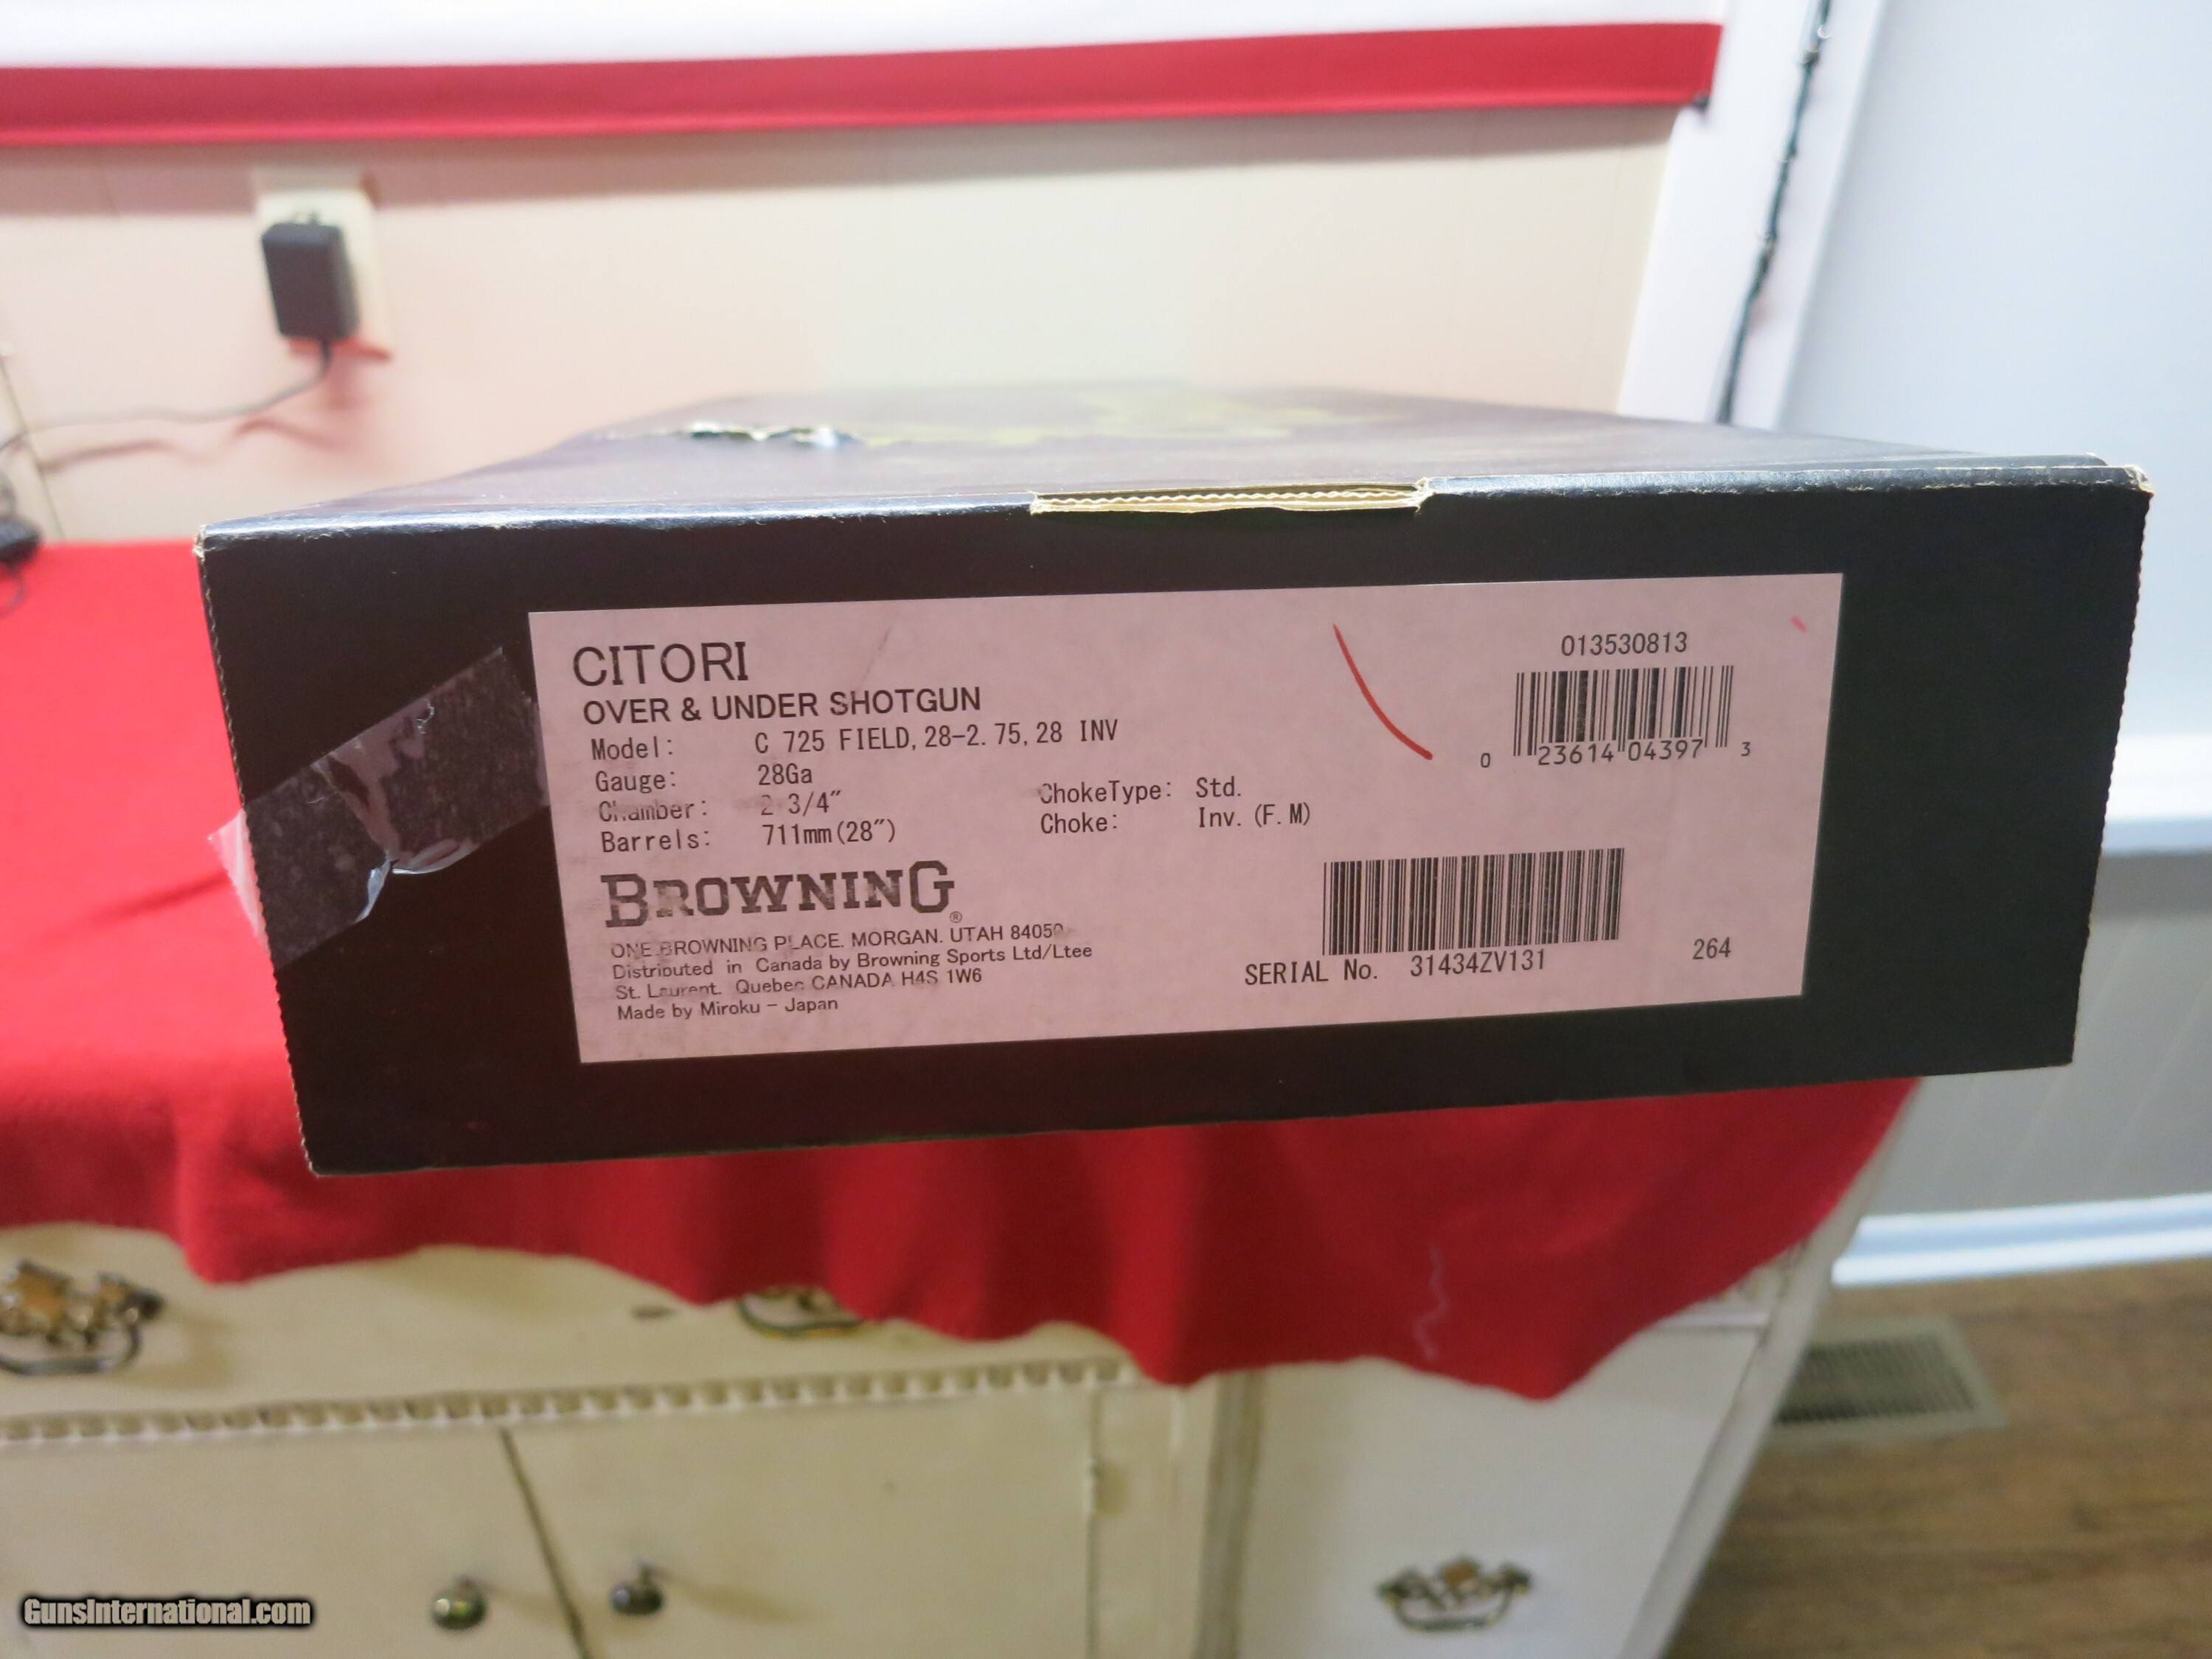 CITORI
OVER & UNDER SHOTGUN
Model: C 725 FIELD, 28-2.75, 28 INV
Gauge: 28Ga
Chamber: 2 3/4"
Barrels: 711mm(28")
ChokeType: Std.
Choke: Inv. (F. M)
013530813
0 23614 04397 3
BROWNING®
ONE BROWNING PLACE. MORGAN. UTAH 84050
Distributed in Canada by Browning Sports Ltd/Ltee
St. Laurent. Quebec CANADA H4S 1W6
Made by Miroku - Japan
SERIAL No. 31434ZV131
264
GunsInternational.com